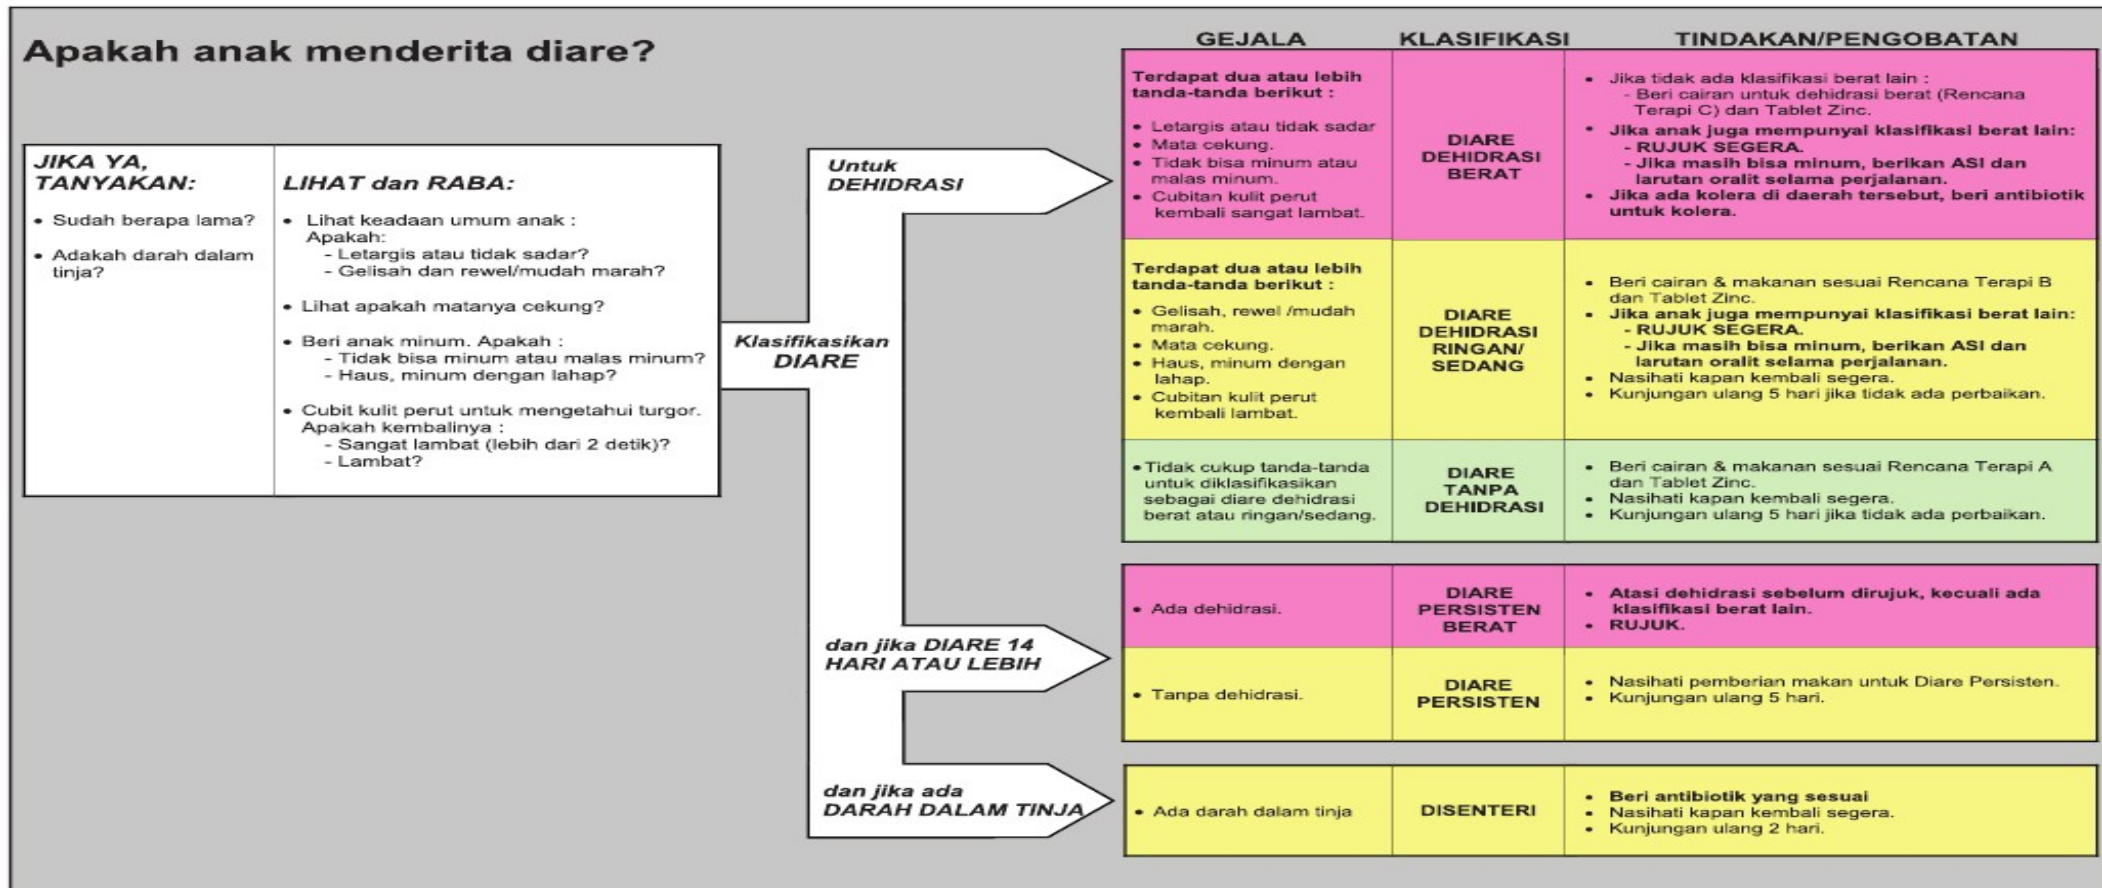 Apakah anak menderita diare?
JIKA YA,
TANYAKAN:
• Sudah berapa lama?
• Adakah darah dalam
tinja?
LIHAT dan RABA:
• Lihat keadaan umum anak :
Apakah:
- Letargis atau tidak sadar?
- Gelisah dan rewel/mudah marah?
• Lihat apakah matanya cekung?
• Beri anak minum. Apakah :
- Tidak bisa minum atau malas minum?
- Haus, minum dengan lahap?
• Cubit kulit perut untuk mengetahui turgor.
Apakah kembalinya :
- Sangat lambat (lebih dari 2 detik)?
- Lambat?
Klasifikasikan
DIARE
Untuk
DEHIDRASI
GEJALA
KLASIFIKASI
TINDAKAN/PENGOBATAN
Terdapat dua atau lebih
tanda-tanda berikut :
• Letargis atau tidak sadar
• Mata cekung.
• Tidak bisa minum atau
malas minum.
• Cubitan kulit perut
kembali sangat lambat.
DIARE
DEHIDRASI
BERAT
• Jika tidak ada klasifikasi berat lain :
- Beri cairan untuk dehidrasi berat (Rencana
Terapi C) dan Tablet Zinc.
• Jika anak juga mempunyai klasifikasi berat lain:
- RUJUK SEGERA.
- Jika masih bisa minum, berikan ASI dan
larutan oralit selama perjalanan.
• Jika ada kolera di daerah tersebut, beri antibiotik
untuk kolera.
Terdapat dua atau lebih
tanda-tanda berikut :
• Gelisah, rewel /mudah
marah.
• Mata cekung.
• Haus, minum dengan
lahap.
• Cubitan kulit perut
kembali lambat.
DIARE
DEHIDRASI
RINGAN/
SEDANG
• Beri cairan & makanan sesuai Rencana Terapi B
dan Tablet Zinc.
• Jika anak juga mempunyai klasifikasi berat lain:
- RUJUK SEGERA.
- Jika masih bisa minum, berikan ASI dan
larutan oralit selama perjalanan.
• Nasihati kapan kembali segera.
• Kunjungan ulang 5 hari jika tidak ada perbaikan.
• Tidak cukup tanda-tanda
untuk diklasifikasikan
sebagai diare dehidrasi
berat atau ringan/sedang.
DIARE
TANPA
DEHIDRASI
• Beri cairan & makanan sesuai Rencana Terapi A
dan Tablet Zinc.
• Nasihati kapan kembali segera.
• Kunjungan ulang 5 hari jika tidak ada perbaikan.
dan jika DIARE 14
HARI ATAU LEBIH
• Ada dehidrasi.
DIARE
PERSISTEN
BERAT
• Atasi dehidrasi sebelum dirujuk, kecuali ada
klasifikasi berat lain.
• RUJUK.
• Tanpa dehidrasi.
DIARE
PERSISTEN
• Nasihati pemberian makan untuk Diare Persisten.
• Kunjungan ulang 5 hari.
dan jika ada
DARAH DALAM TINJA
• Ada darah dalam tinja
DISENTERI
• Beri antibiotik yang sesuai
• Nasihati kapan kembali segera.
• Kunjungan ulang 2 hari.